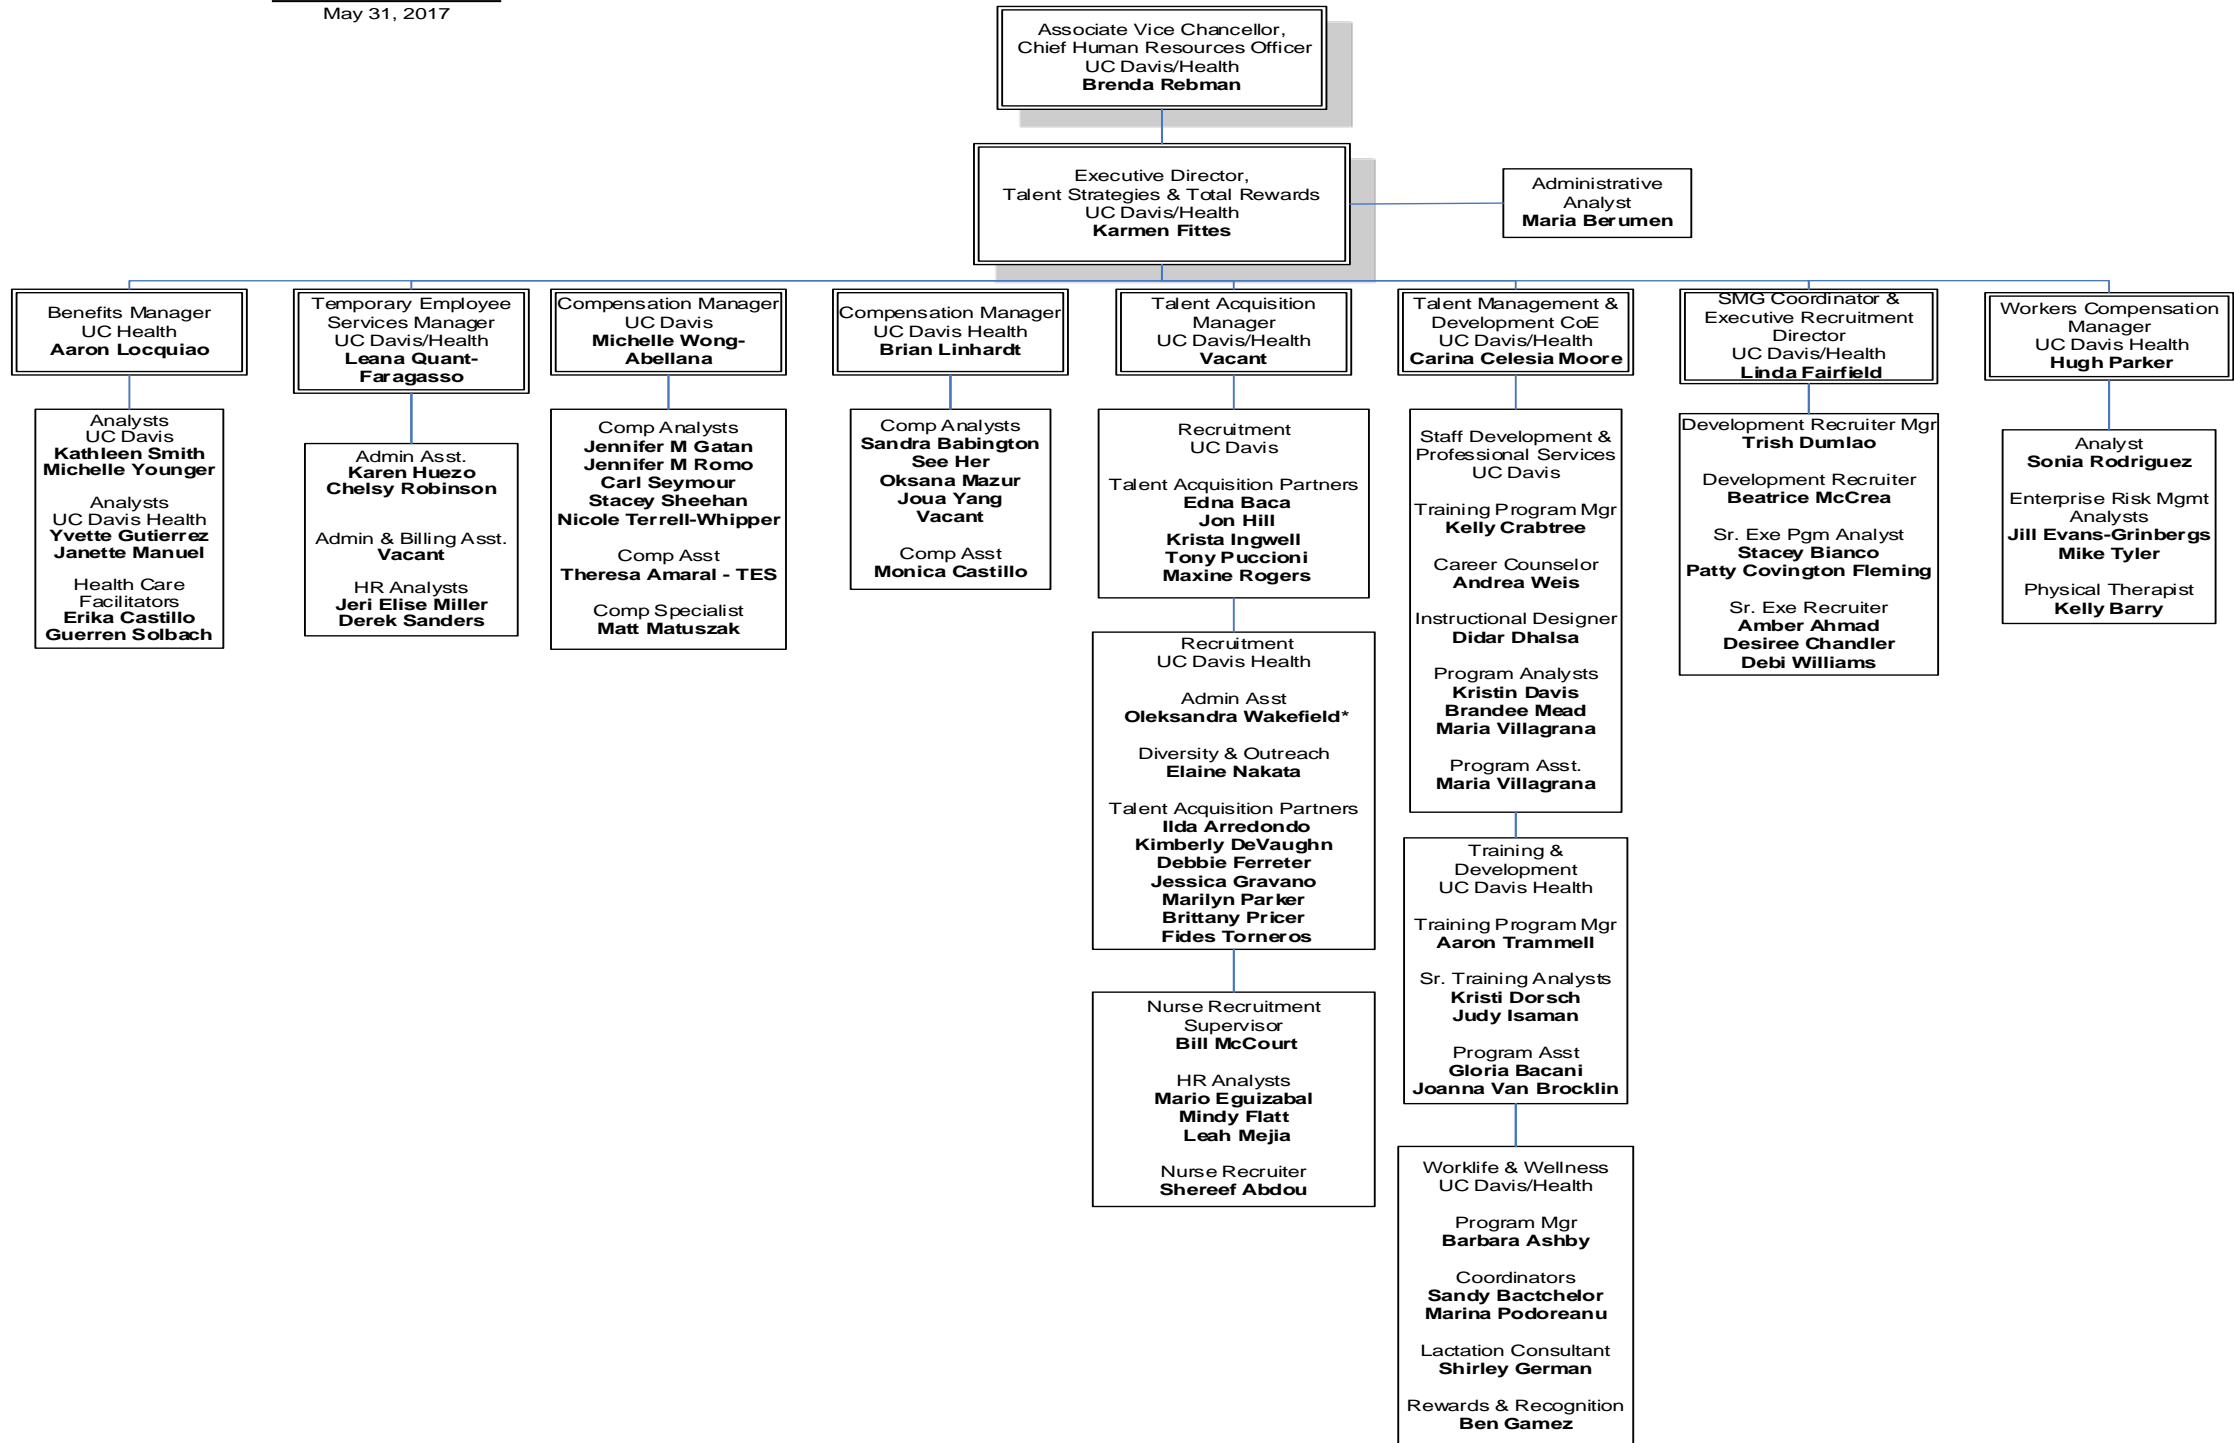 May 31, 2017
Associate Vice Chancellor,
Chief Human Resources Officer
UC Davis/Health
Brenda Rebman
Executive Director,
Talent Strategies & Total Rewards
UC Davis/Health
Karmen Fittes
Administrative
Analyst
Maria Berumen
Benefits Manager
UC Health
Aaron Locquiao
Temporary Employee
Services Manager
UC Davis/Health
Leana Quant-
Faragasso
Compensation Manager
UC Davis
Michelle Wong-
Abellana
Compensation Manager
UC Davis Health
Brian Linhardt
Talent Acquisition
Manager
UC Davis/Health
Vacant
Talent Management &
Development CoE
UC Davis/Health
Carina Celesia Moore
SMG Coordinator &
Executive Recruitment
Director
UC Davis/Health
Linda Fairfield
Workers Compensation
Manager
UC Davis Health
Hugh Parker
Analysts
UC Davis
Kathleen Smith
Michelle Younger
Analysts
UC Davis Health
Yvette Gutierrez
Janette Manuel
Health Care
Facilitators
Erika Castillo
Guerren Solbach
Admin Asst.
Karen Huezo
Chelsy Robinson
Admin & Billing Asst.
Vacant
HR Analysts
Jeri Elise Miller
Derek Sanders
Comp Analysts
Jennifer M Gatan
Jennifer M Romo
Carl Seymour
Stacey Sheehan
Nicole Terrell-Whipper
Comp Asst
Theresa Amaral - TES
Comp Specialist
Matt Matuszak
Comp Analysts
Sandra Babington
See Her
Oksana Mazur
Joua Yang
Vacant
Comp Asst
Monica Castillo
Recruitment
UC Davis
Talent Acquisition Partners
Edna Baca
Jon Hill
Krista Ingwell
Tony Puccioni
Maxine Rogers
Recruitment
UC Davis Health
Admin Asst
Oleksandra Wakefield*
Diversity & Outreach
Elaine Nakata
Talent Acquisition Partners
Ilda Arredondo
Kimberly DeVaughn
Debbie Ferreter
Jessica Gravano
Marilyn Parker
Brittany Pricer
Fides Torneros
Nurse Recruitment
Supervisor
Bill McCourt
HR Analysts
Mario Eguizabal
Mindy Flatt
Leah Mejia
Nurse Recruiter
Shereef Abdou
Staff Development &
Professional Services
UC Davis
Training Program Mgr
Kelly Crabtree
Career Counselor
Andrea Weis
Instructional Designer
Didar Dhalsa
Program Analysts
Kristin Davis
Brandee Mead
Maria Villagrana
Program Asst.
Maria Villagrana
Training &
Development
UC Davis Health
Training Program Mgr
Aaron Trammell
Sr. Training Analysts
Kristi Dorsch
Judy Isaman
Program Asst
Gloria Bacani
Joanna Van Brocklin
Worklife & Wellness
UC Davis/Health
Program Mgr
Barbara Ashby
Coordinators
Sandy Bactchelor
Marina Podoreanu
Lactation Consultant
Shirley German
Rewards & Recognition
Ben Gamez
Development Recruiter Mgr
Trish Dumlao
Development Recruiter
Beatrice McCrea
Sr. Exe Pgm Analyst
Stacey Bianco
Patty Covington Fleming
Sr. Exe Recruiter
Amber Ahmad
Desiree Chandler
Debi Williams
Analyst
Sonia Rodriguez
Enterprise Risk Mgmt
Analysts
Jill Evans-Grinbergs
Mike Tyler
Physical Therapist
Kelly Barry